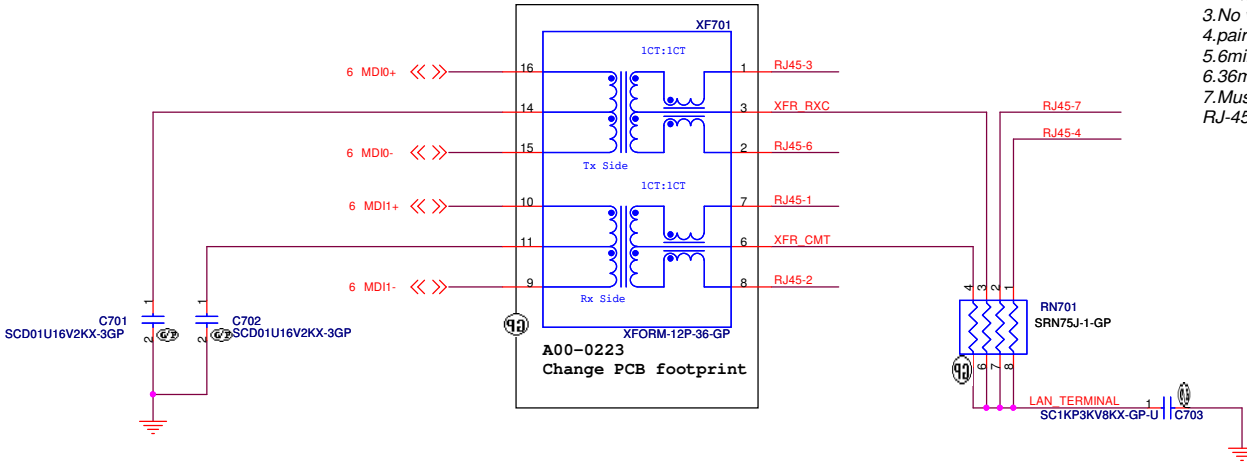 3.No
4.pair
5.6mi
6.36m
7.Mus
RJ-45
XF701
1CT:1CT
6 MDI0+
16
1
RJ45-3
14
3
XFR_RXC
RJ45-7
RJ45-4
6 MDI0-
15
2
RJ45-6
Tx Side
1CT:1CT
6 MDI1+
10
7
RJ45-1
11
6
XFR_CMT
6 MDI1-
9
8
RJ45-2
Rx Side
4
3
2
1
RN701
SRN75J-1-GP
1
C701
SCD01U16V2KX-3GP
2
1
C702
SCD01U16V2KX-3GP
2
GP
XFORM-12P-36-GP
A00-0223
Change PCB footprint
GP
6
7
8
LAN_TERMINAL
1
SC1KP3KV8KX-GP-U
C703